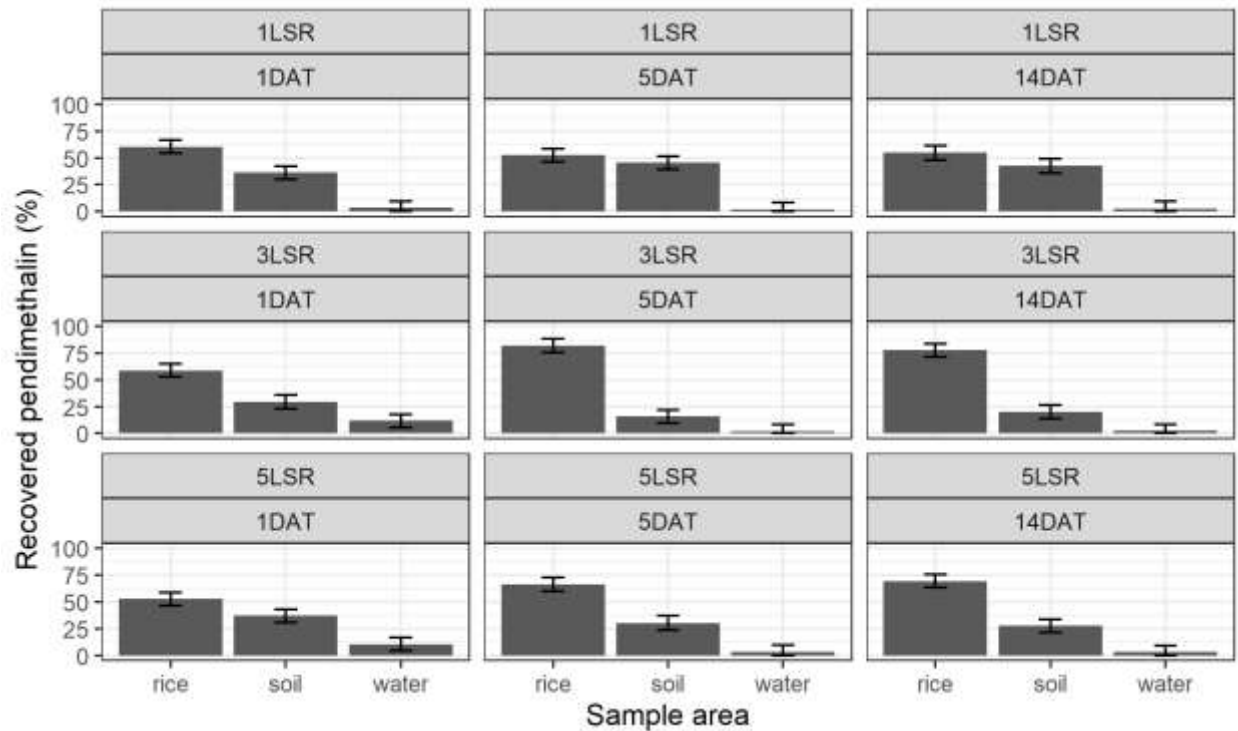 1LSR 1LSR 1LSR
1DAT 5DAT 14DAT
100
75
50
25
0
3LSR 3LSR 3LSR
1DAT 5DAT 14DAT
100
75
50
25
0
5LSR 5LSR 5LSR
1DAT 5DAT 14DAT
100
75
50
25
0
rice soil water rice soil water rice soil water
Sample area
Recovered pendimethalin (%)